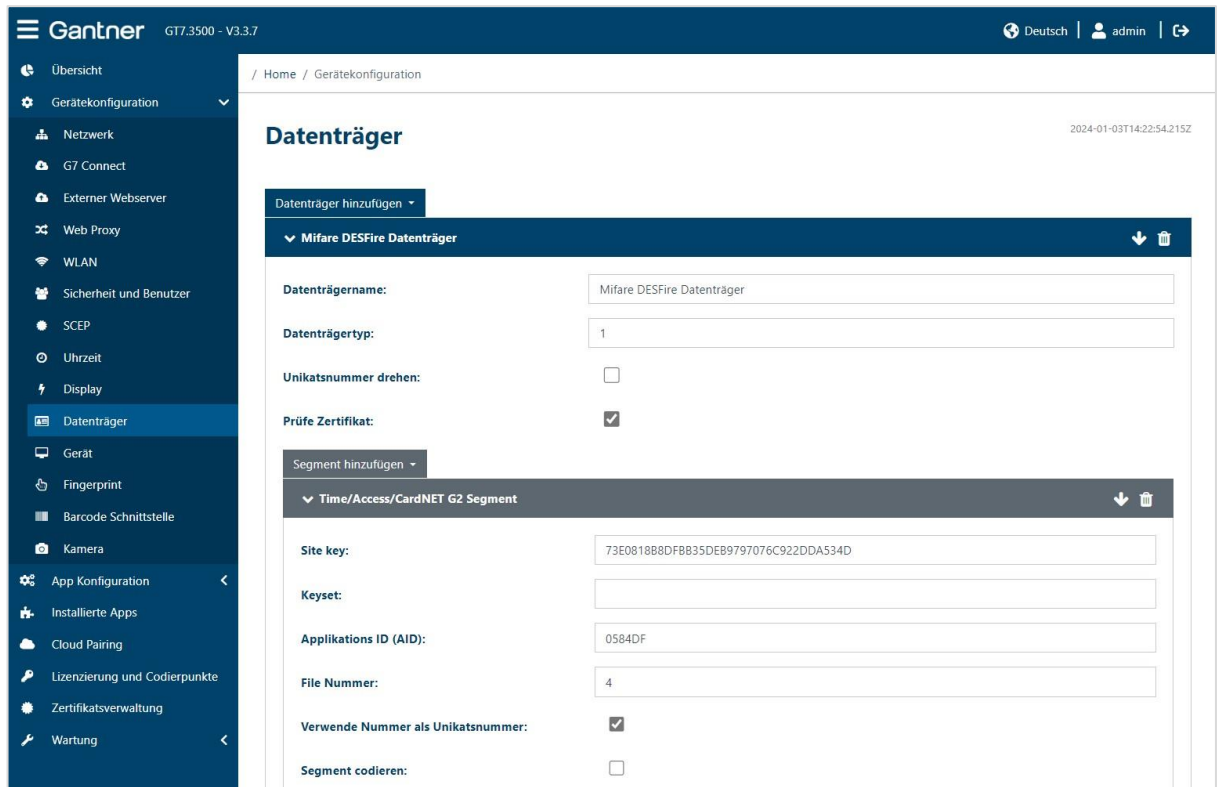 Gantner GT7.3500 - V3.3.7 Deutsch | admin |
Übersicht
Gerätekonfiguration
Netzwerk
G7 Connect
Externer Webserver
Web Proxy
WLAN
Sicherheit und Benutzer
SCEP
Uhrzeit
Display
Datenträger
Gerät
Fingerprint
Barcode Schnittstelle
Kamera
App Konfiguration
Installierte Apps
Cloud Pairing
Lizenzierung und Codierpunkte
Zertifikatsverwaltung
Wartung
/ Home / Gerätekonfiguration
Datenträger 2024-01-03T14:22:54.215Z
Datenträger hinzufügen
Mifare DESFire Datenträger
Datenträgername: Mifare DESFire Datenträger
Datenträgertyp: 1
Unikatsnummer drehen:
Prüfe Zertifikat:
Segment hinzufügen
Time/Access/CardNET G2 Segment
Site key: 73E0818B8DFBB35DEB9797076C922DDA534D
Keyset:
Applikations ID (AID): 0584DF
File Nummer: 4
Verwende Nummer als Unikatsnummer:
Segment codieren: